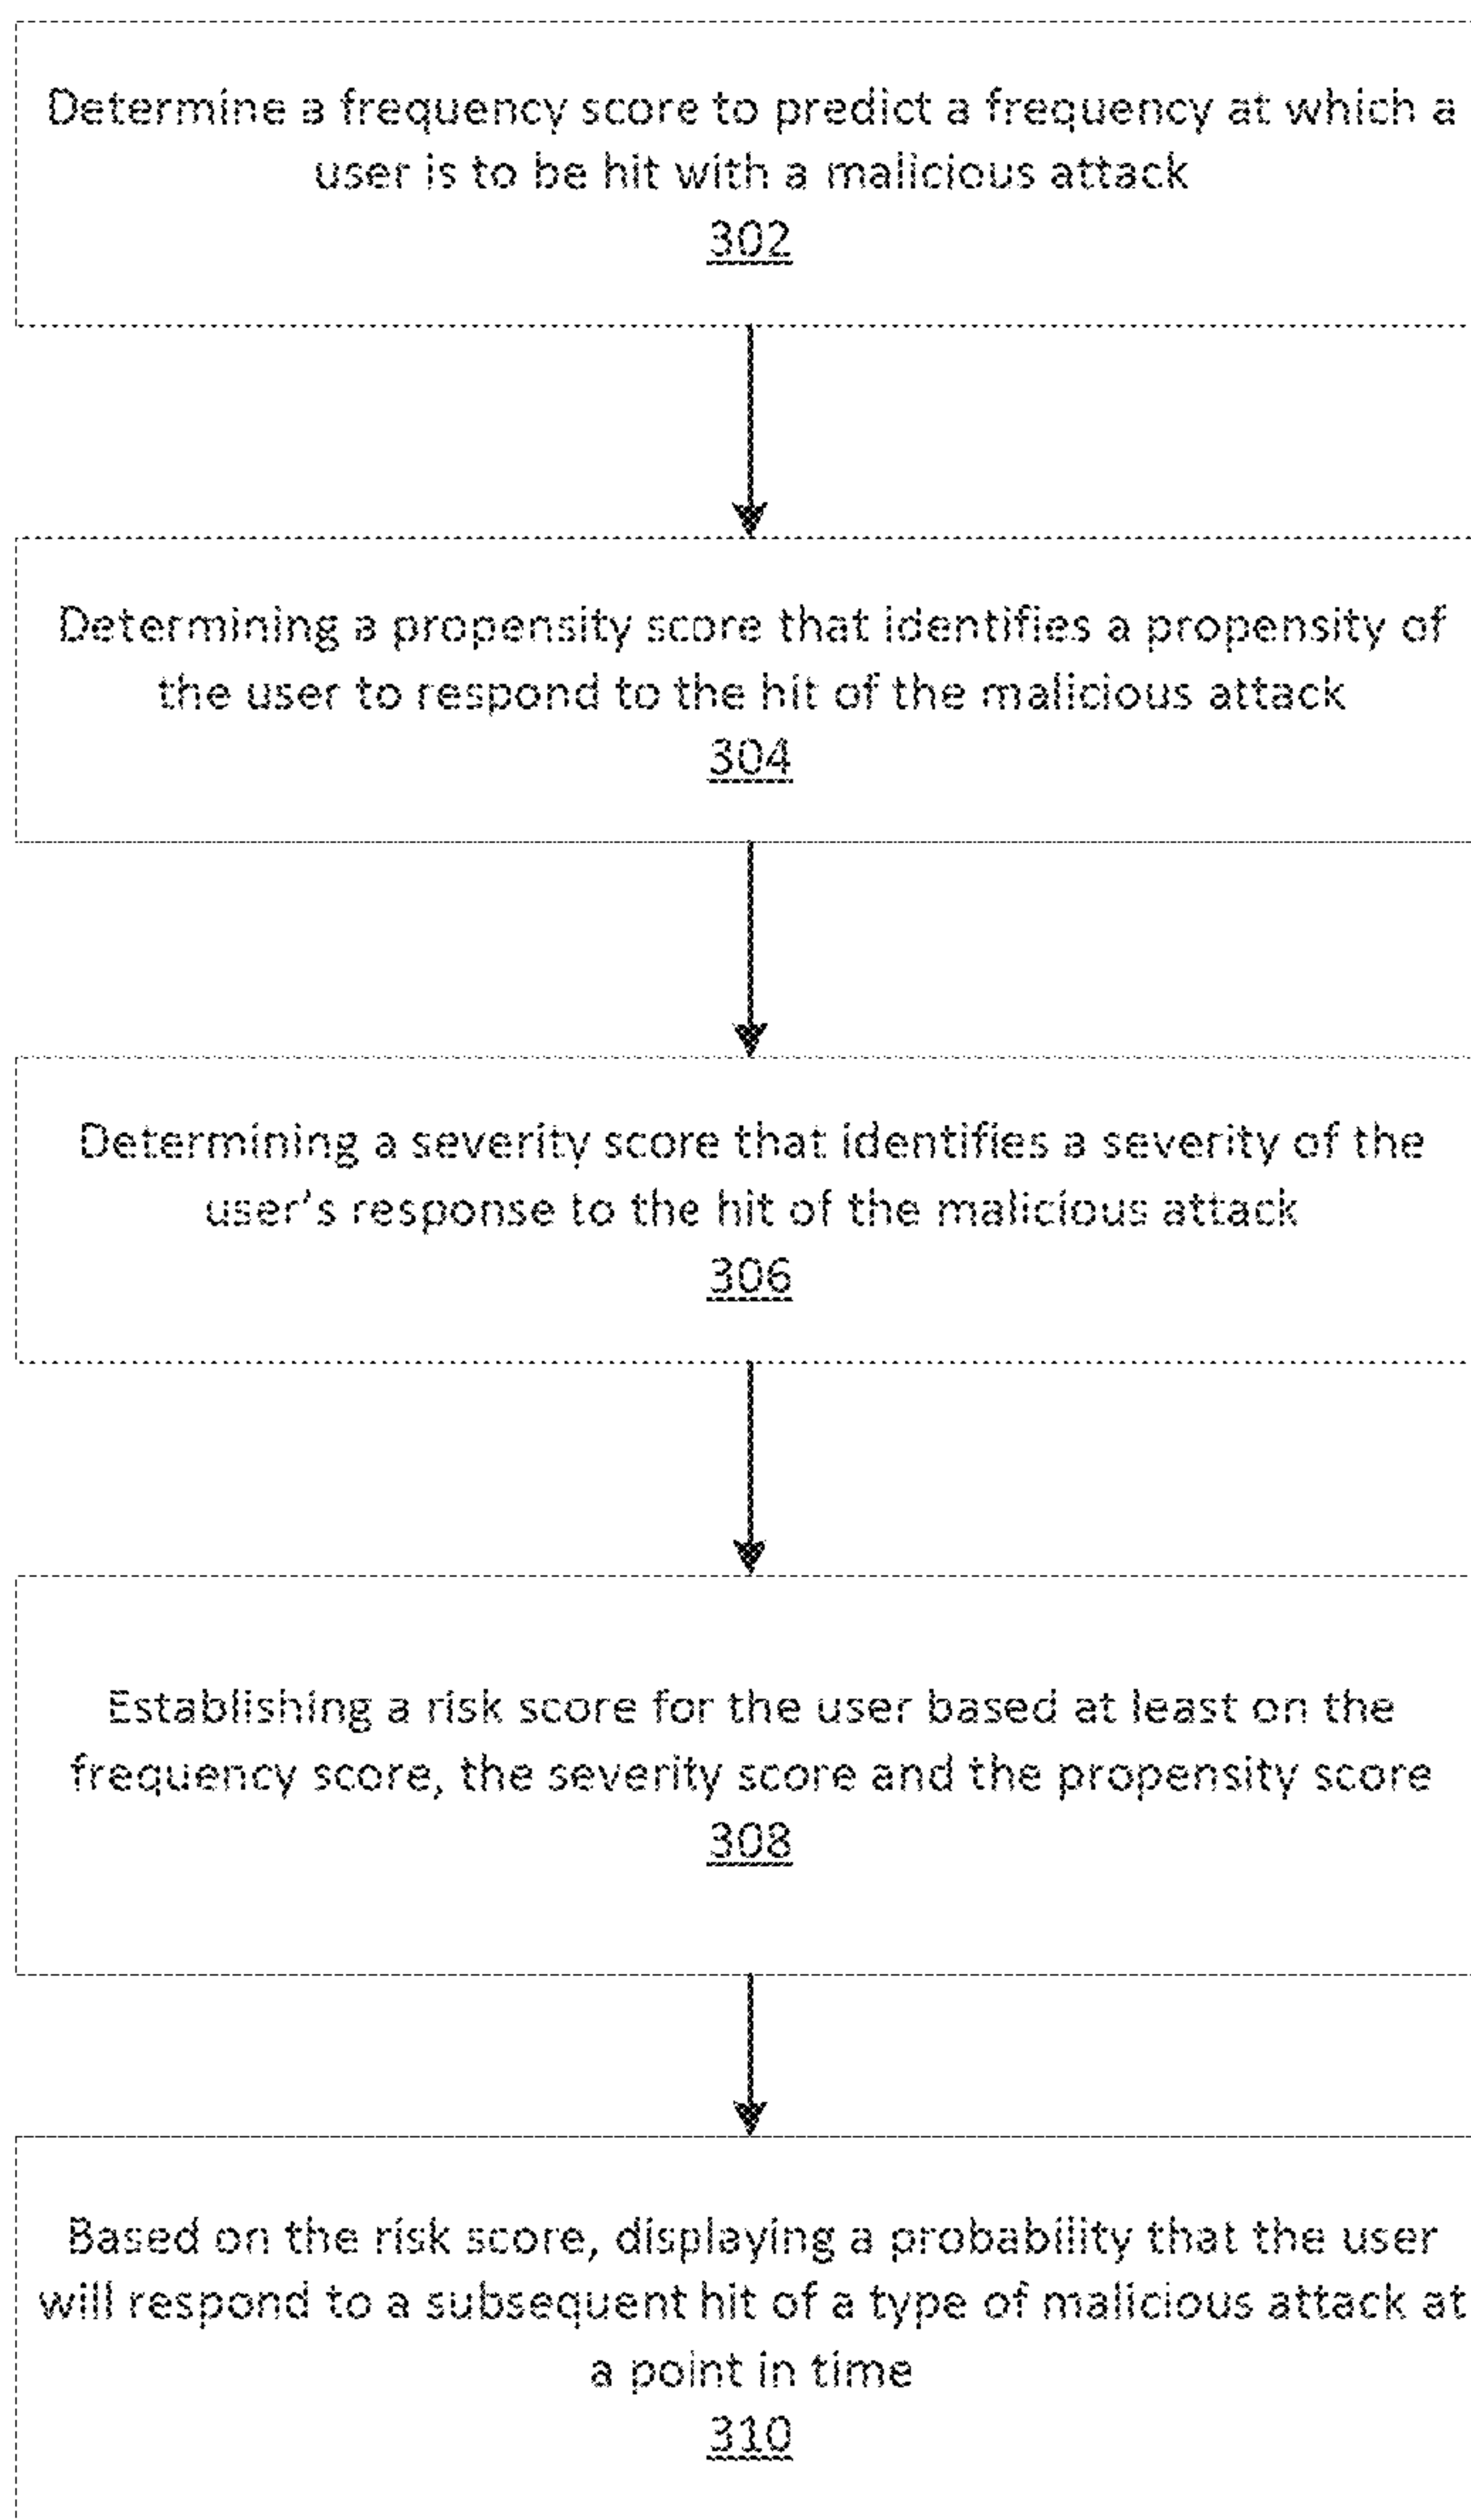 Determine a frequency score to predict a frequency at which a
user is to be hit with a malicious attack
302
Determining a propensity score that identifies a propensity of
the user to respond to the hit of the malicious attack
304
Determining a severity score that identifies a severity of the
user's response to the hit of the malicious attack
306
Establishing a risk score for the user based at least on the
frequency score, the severity score and the propensity score
308
Based on the risk score, displaying a probability that the user
will respond to a subsequent hit of a type of malicious attack at
a point in time
310